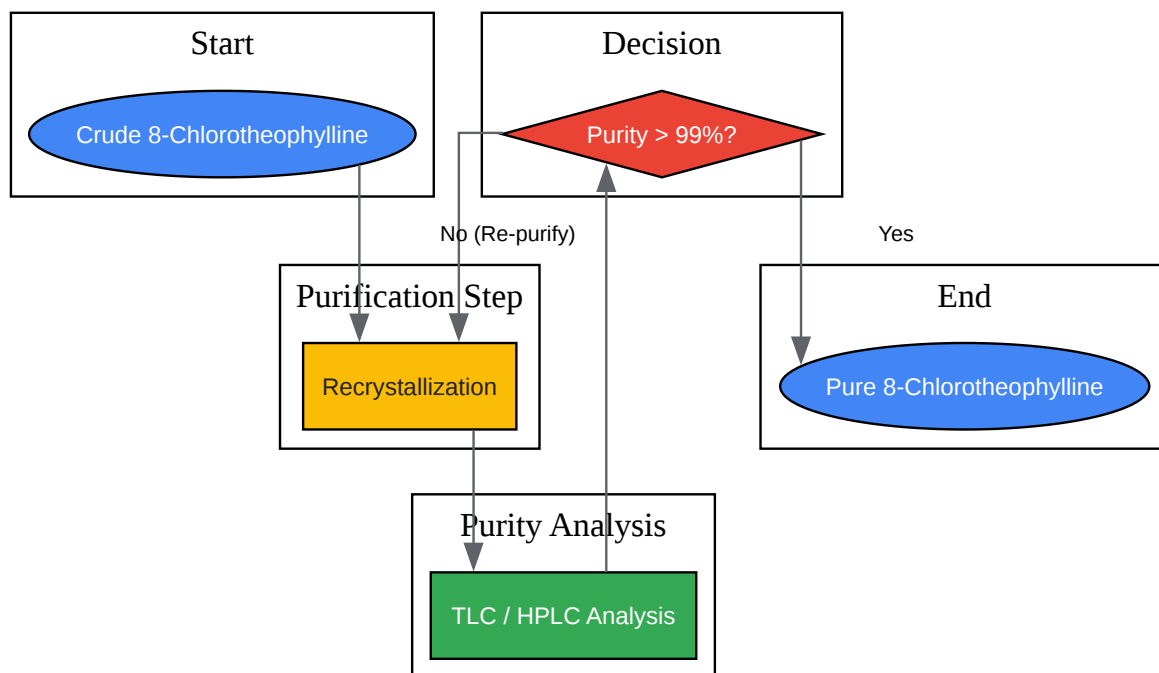 Start
Decision
Crude 8-Chlorotheophylline
Purity > 99%?
No (Re-purify)
Yes
Purification Step
End
Recrystallization
Pure 8-Chlorotheophylline
Purity Analysis
TLC / HPLC Analysis